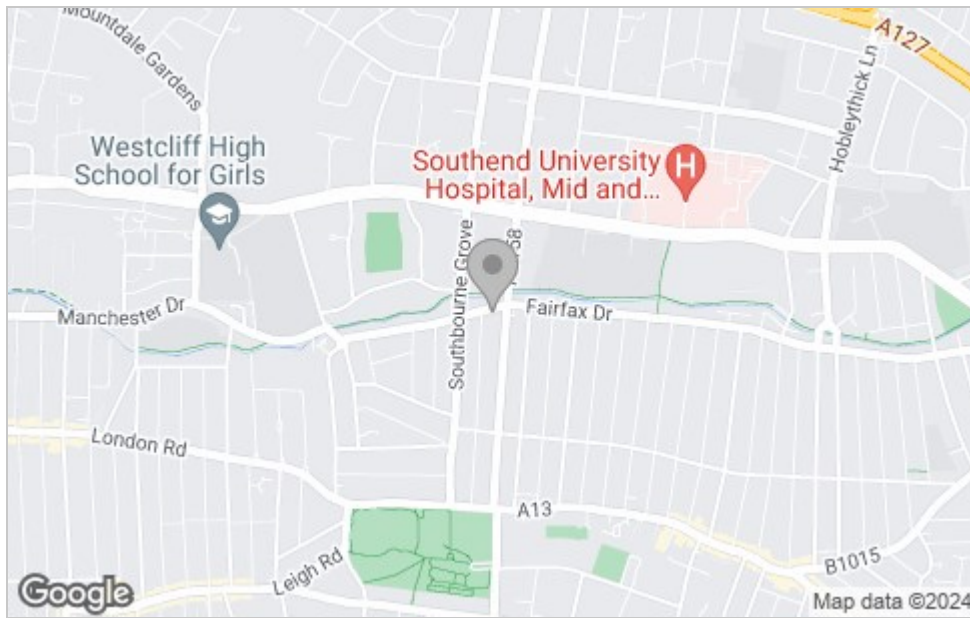 Mountdale Gardens
A127
Hobleythick Ln
Westcliff High
School for Girls
Southend University
Hospital, Mid and...
H
Southbourne Grove
58
Manchester Dr
Fairfax Dr
London Rd
A13
Leigh Rd
B1015
Google
Map data ©2024